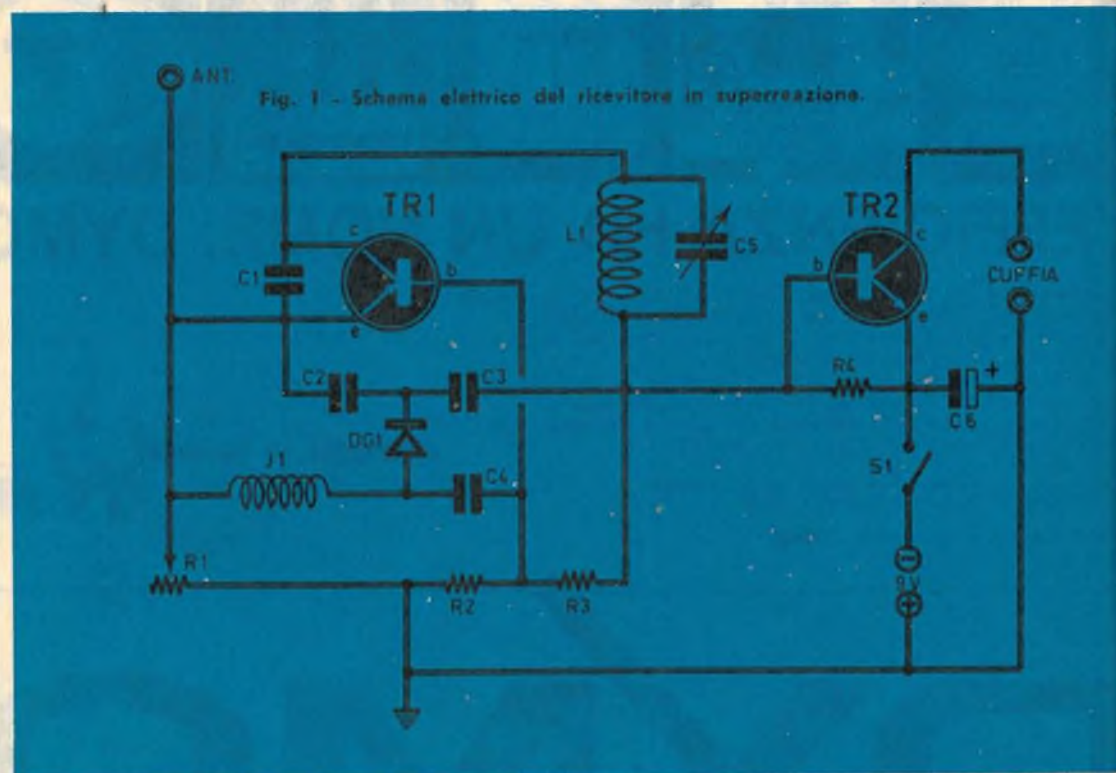 ANT.
Fig. 1 - Schema elettrico del ricevitore in superreazione.
TR1
TR2
c
b
e
C1
L1
C5
b
c
e
CUFFIA
C2
C3
R4
+
C6
DG1
S1
J1
C4
R1
R2
R3
−
9V
+